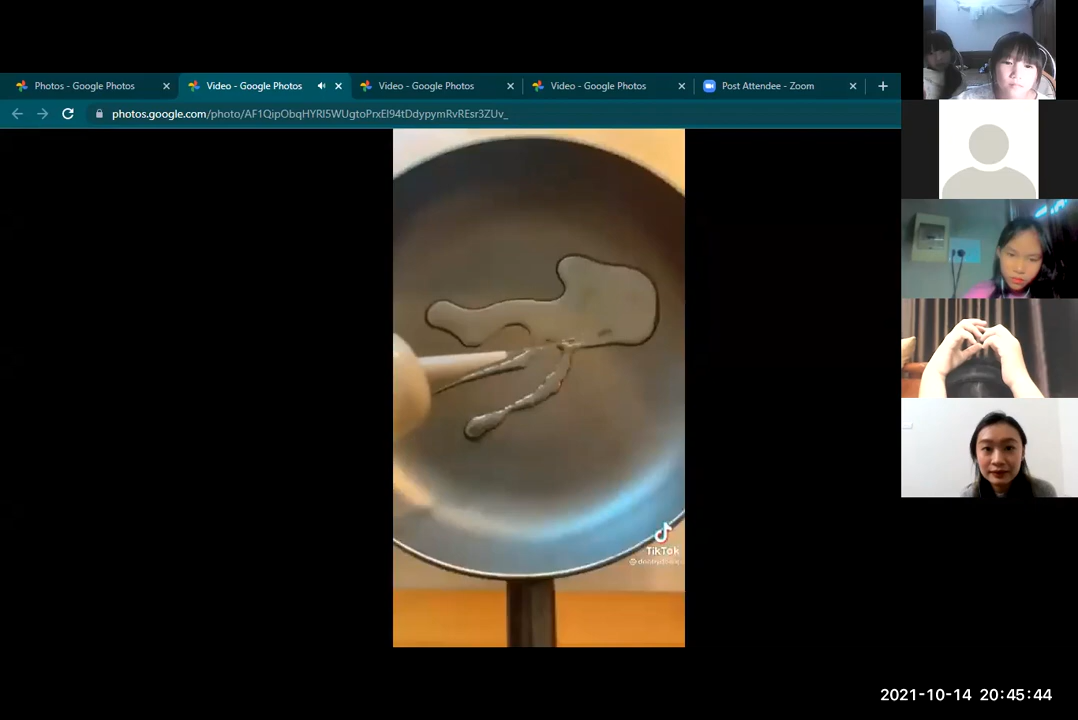 Photos - Google Photos
Video - Google Photos
Video - Google Photos
Video - Google Photos
Post Attendee - Zoom
photos.google.com/photo/AF1QipObqHYRI5WUgtoPrxEI94tDdypymRvREsr3ZUv_
TikTok
2021-10-14 20:45:44